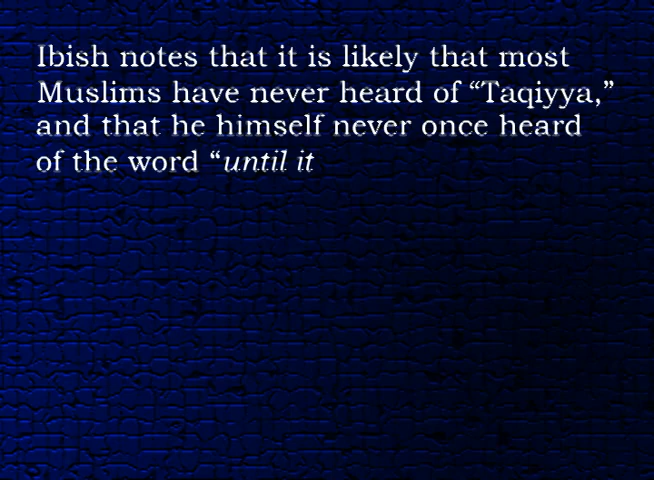 Ibish notes that it is likely that most
Muslims have never heard of “Taqiyya,”
and that he himself never once heard
of the word “until it